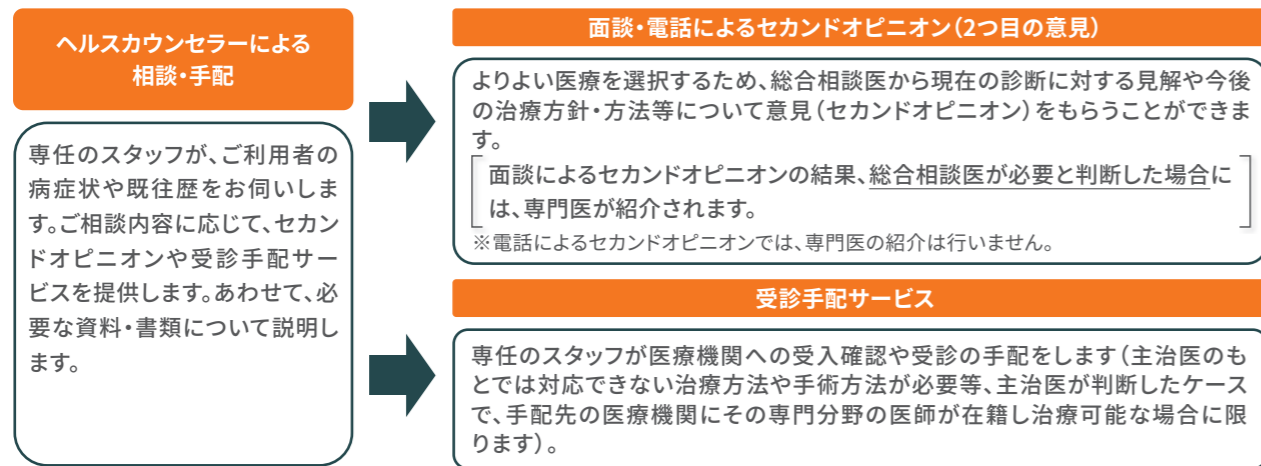 ヘルスカウンセラーによる
相談・手配
専任のスタッフが、ご利用者の
病症状や既往歴をお伺いしま
す。ご相談内容に応じて、セカン
ドオピニオンや受診手配サー
ビスを提供します。あわせて、必
要な資料・書類について説明し
ます。
面談・電話によるセカンドオピニオン(2つ目の意見)
よりよい医療を選択するため、総合相談医から現在の診断に対する見解や今後
の治療方針・方法等について意見(セカンドオピニオン)をもらうことができま
す。
面談によるセカンドオピニオンの結果、総合相談医が必要と判断した場合に
は、専門医が紹介されます。
※電話によるセカンドオピニオンでは、専門医の紹介は行いません。
受診手配サービス
専任のスタッフが医療機関への受入確認や受診の手配をします(主治医のも
とでは対応できない治療方法や手術方法が必要等、主治医が判断したケース
で、手配先の医療機関にその専門分野の医師が在籍し治療可能な場合に限
ります)。